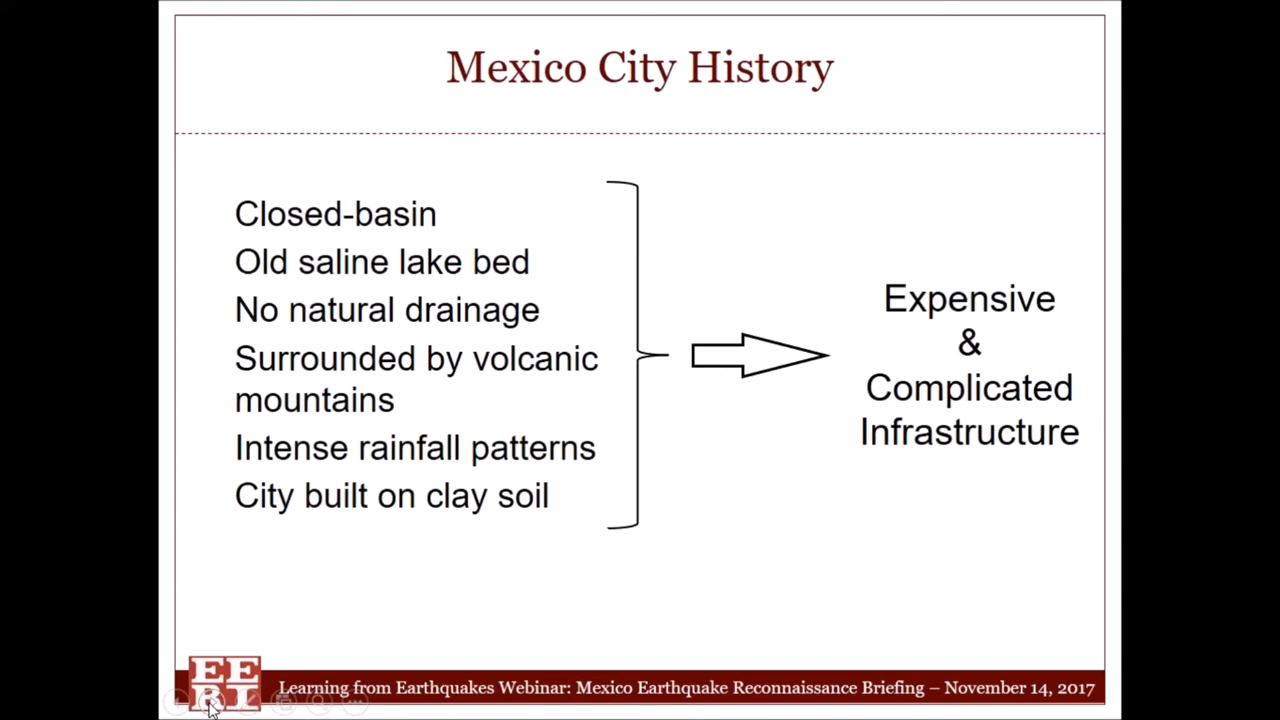 Mexico City History
Closed-basin
Old saline lake bed
No natural drainage
Surrounded by volcanic
mountains
Intense rainfall patterns
City built on clay soil
Expensive
&
Complicated
Infrastructure
EE
RI
Learning from Earthquakes Webinar: Mexico Earthquake Reconnaissance Briefing – November 14, 2017